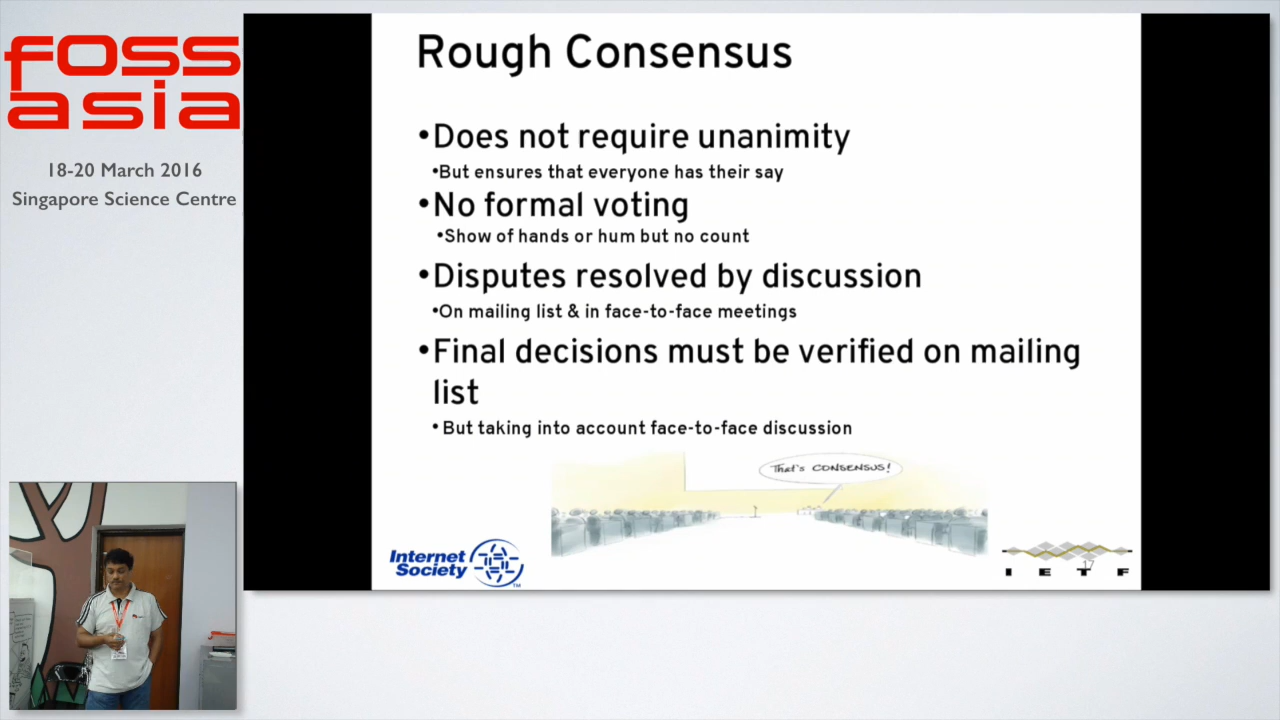 foss
asia
18-20 March 2016
Singapore Science Centre
Rough Consensus
•Does not require unanimity
•But ensures that everyone has their say
•No formal voting
•Show of hands or hum but no count
•Disputes resolved by discussion
•On mailing list & in face-to-face meetings
•Final decisions must be verified on mailing
list
• But taking into account face-to-face discussion
That's CONSENSUS!
Internet
Society
TM
17
I E T F